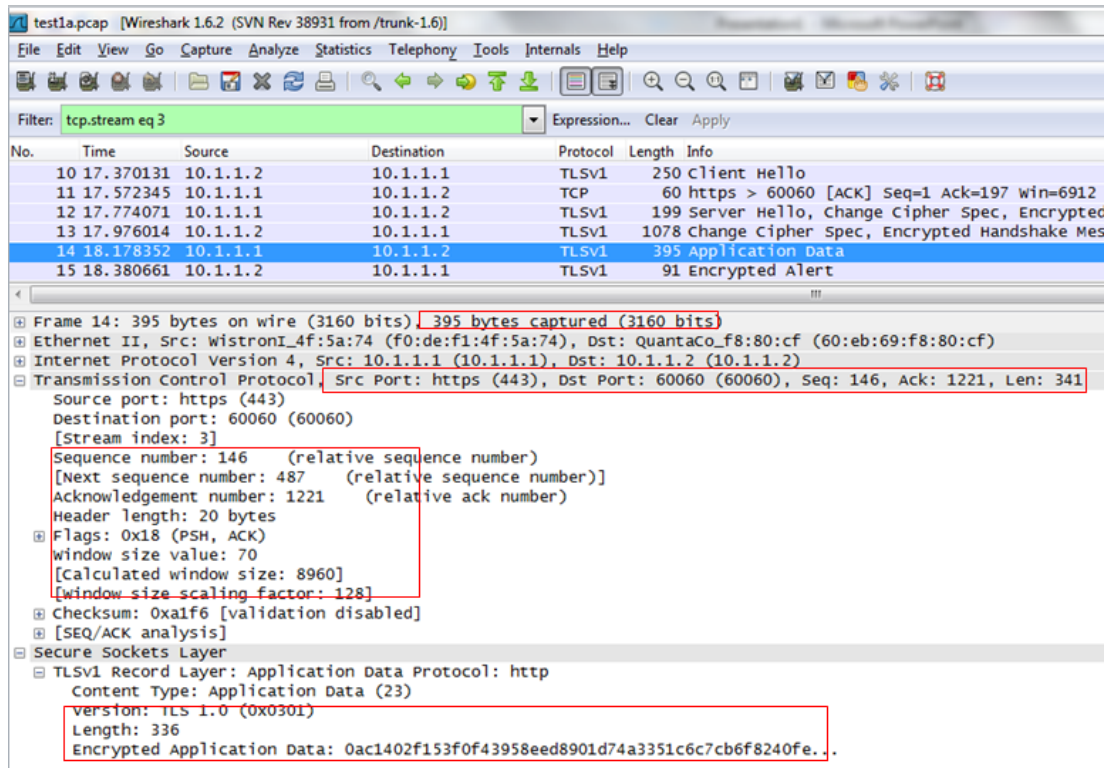 test1a.pcap [Wireshark 1.6.2 (SVN Rev 38931 from /trunk-1.6)]
File Edit View Go Capture Analyze Statistics Telephony Tools Internals Help
Filter: tcp.stream eq 3 Expression... Clear Apply
No. Time Source Destination Protocol Length Info
10 17.370131 10.1.1.2 10.1.1.1 TLSv1 250 Client Hello
11 17.572345 10.1.1.1 10.1.1.2 TCP 60 https > 60060 [ACK] Seq=1 Ack=197 Win=6912
12 17.774071 10.1.1.1 10.1.1.2 TLSv1 199 Server Hello, Change Cipher Spec, Encrypted
13 17.976014 10.1.1.2 10.1.1.1 TLSv1 1078 Change Cipher Spec, Encrypted Handshake Mes
14 18.178352 10.1.1.1 10.1.1.2 TLSv1 395 Application Data
15 18.380661 10.1.1.2 10.1.1.1 TLSv1 91 Encrypted Alert
Frame 14: 395 bytes on wire (3160 bits), 395 bytes captured (3160 bits)
Ethernet II, Src: WistronI_4f:5a:74 (f0:de:f1:4f:5a:74), Dst: QuantaCo_f8:80:cf (60:eb:69:f8:80:cf)
Internet Protocol Version 4, Src: 10.1.1.1 (10.1.1.1), Dst: 10.1.1.2 (10.1.1.2)
Transmission Control Protocol, Src Port: https (443), Dst Port: 60060 (60060), Seq: 146, Ack: 1221, Len: 341
Source port: https (443)
Destination port: 60060 (60060)
[Stream index: 3]
Sequence number: 146 (relative sequence number)
[Next sequence number: 487 (relative sequence number)]
Acknowledgement number: 1221 (relative ack number)
Header length: 20 bytes
Flags: 0x18 (PSH, ACK)
Window size value: 70
[Calculated window size: 8960]
[Window size scaling factor: 128]
Checksum: 0xa1f6 [validation disabled]
[SEQ/ACK analysis]
Secure Sockets Layer
TLSv1 Record Layer: Application Data Protocol: http
Content Type: Application Data (23)
Version: TLS 1.0 (0x0301)
Length: 336
Encrypted Application Data: 0ac1402f153f0f43958eed8901d74a3351c6c7cb6f8240fe...